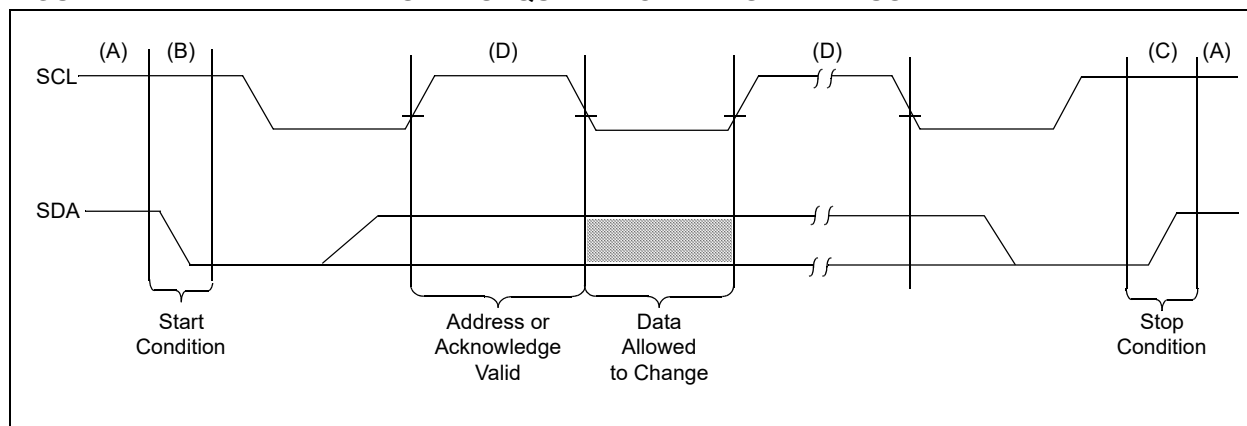 (A)
(B)
(D)
(D)
(C)
(A)
SCL
SDA
Start
Condition
Address or
Acknowledge
Valid
Data
Allowed
to Change
Stop
Condition